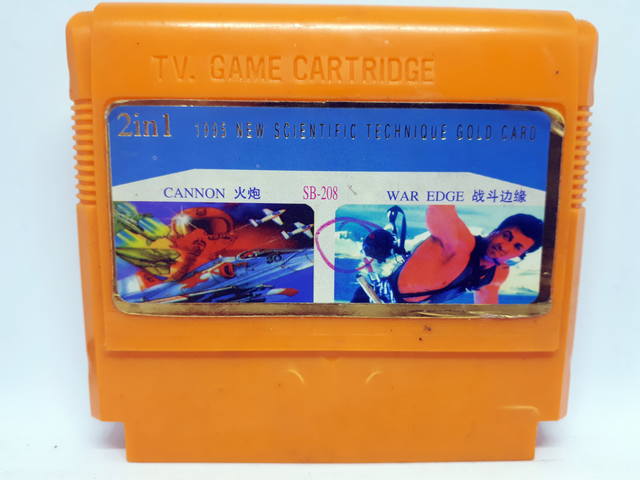 TV. GAME CARTRIDGE
2in1 1995 NEW SCIENTIFIC TECHNIQUE GOLD CARD
CANNON 火炮 SB-208 WAR EDGE 战斗边缘